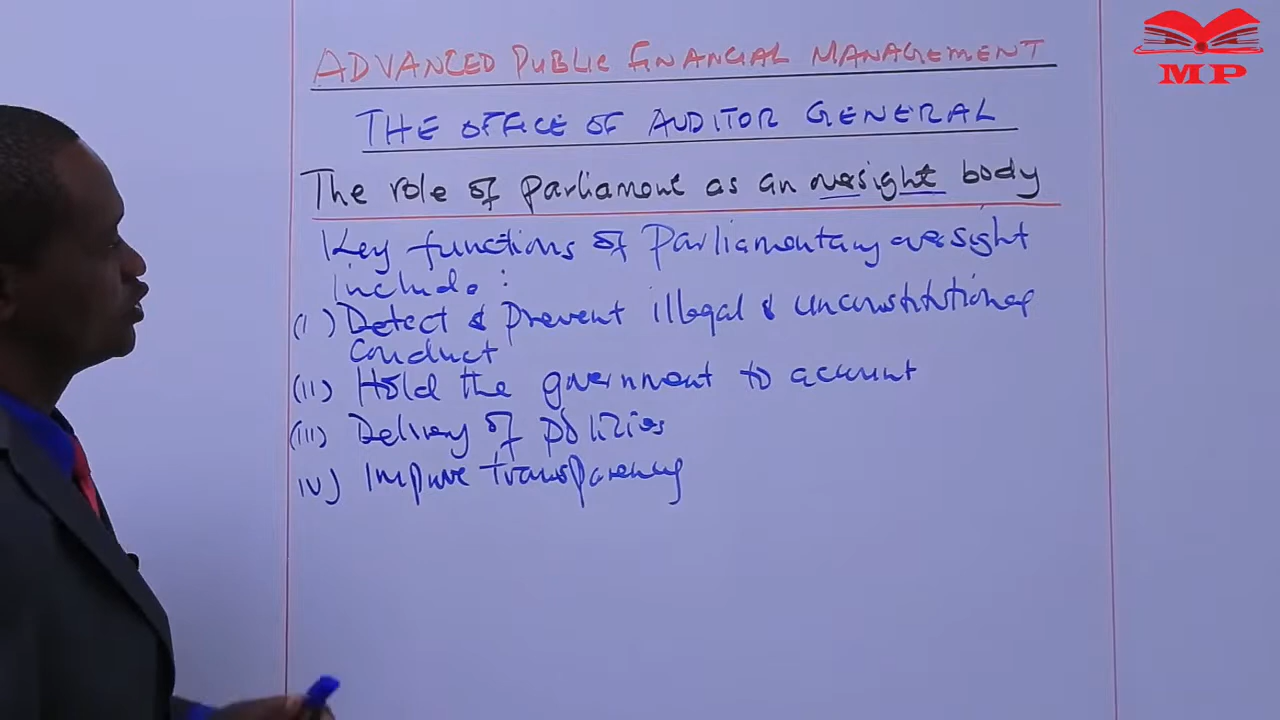 MP
ADVANCED PUBLIC FINANCIAL MANAGEMENT
THE OFFICE OF AUDITOR GENERAL
The role of parliament as an oversight body
Key functions of Parliamentary oversight
include :
(i) Detect & prevent illegal & unconstitutional
conduct
(ii) Hold the government to account
(iii) Delivery of policies
iv) Improve transparency